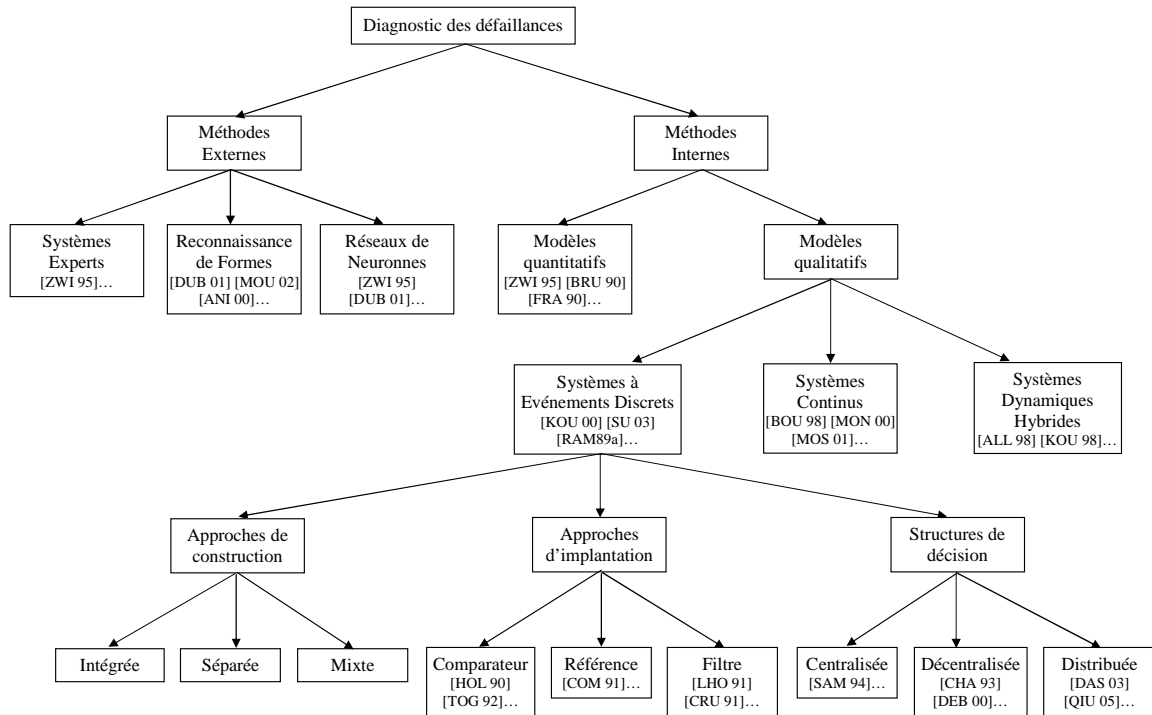 Diagnostic des défaillances
Méthodes
Externes
Méthodes
Internes
Systèmes
Experts
[ZWI 95]…
Reconnaissance
de Formes
[DUB 01] [MOU 02]
[ANI 00]…
Réseaux de
Neuronnes
[ZWI 95]
[DUB 01]…
Modèles
quantitatifs
[ZWI 95] [BRU 90]
[FRA 90]…
Modèles
qualitatifs
Systèmes à
Evénements Discrets
[KOU 00] [SU 03]
[RAM89a]…
Systèmes
Continus
[BOU 98] [MON 00]
[MOS 01]…
Systèmes
Dynamiques
Hybrides
[ALL 98] [KOU 98]…
Approches de
construction
Approches
d’implantation
Structures de
décision
Intégrée
Séparée
Mixte
Comparateur
[HOL 90]
[TOG 92]…
Référence
[COM 91]…
Filtre
[LHO 91]
[CRU 91]…
Centralisée
[SAM 94]…
Décentralisée
[CHA 93]
[DEB 00]…
Distribuée
[DAS 03]
[QIU 05]…